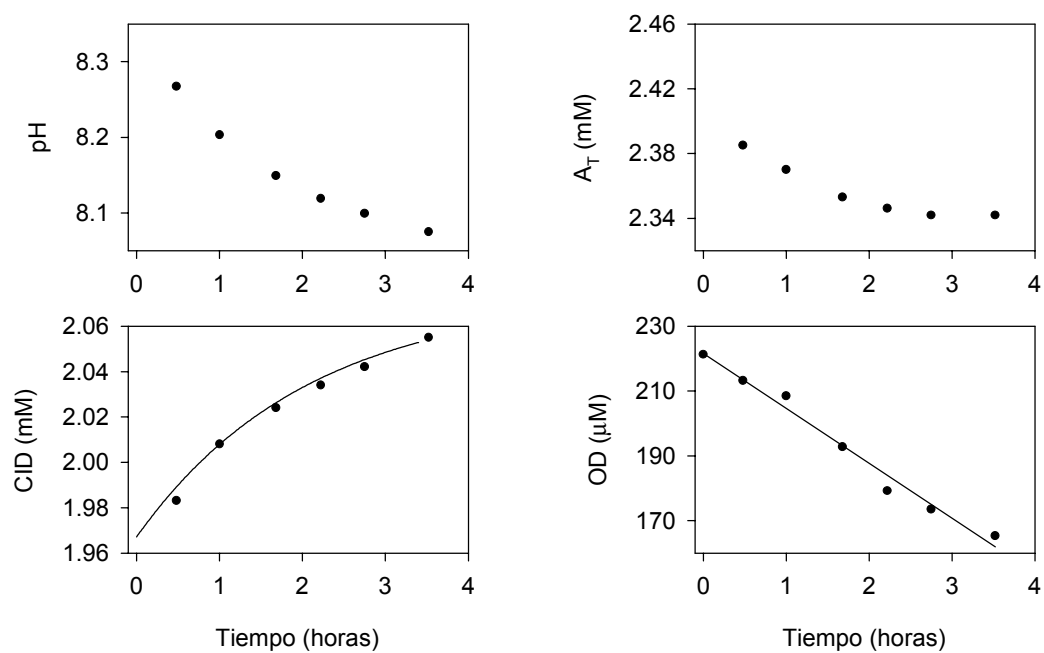 pH
8.3
8.2
8.1
0 1 2 3 4
A_T (mM)
2.46
2.42
2.38
2.34
0 1 2 3 4
CID (mM)
2.06
2.04
2.02
2.00
1.98
1.96
0 1 2 3 4
Tiempo (horas)
OD (μM)
230
210
190
170
0 1 2 3 4
Tiempo (horas)